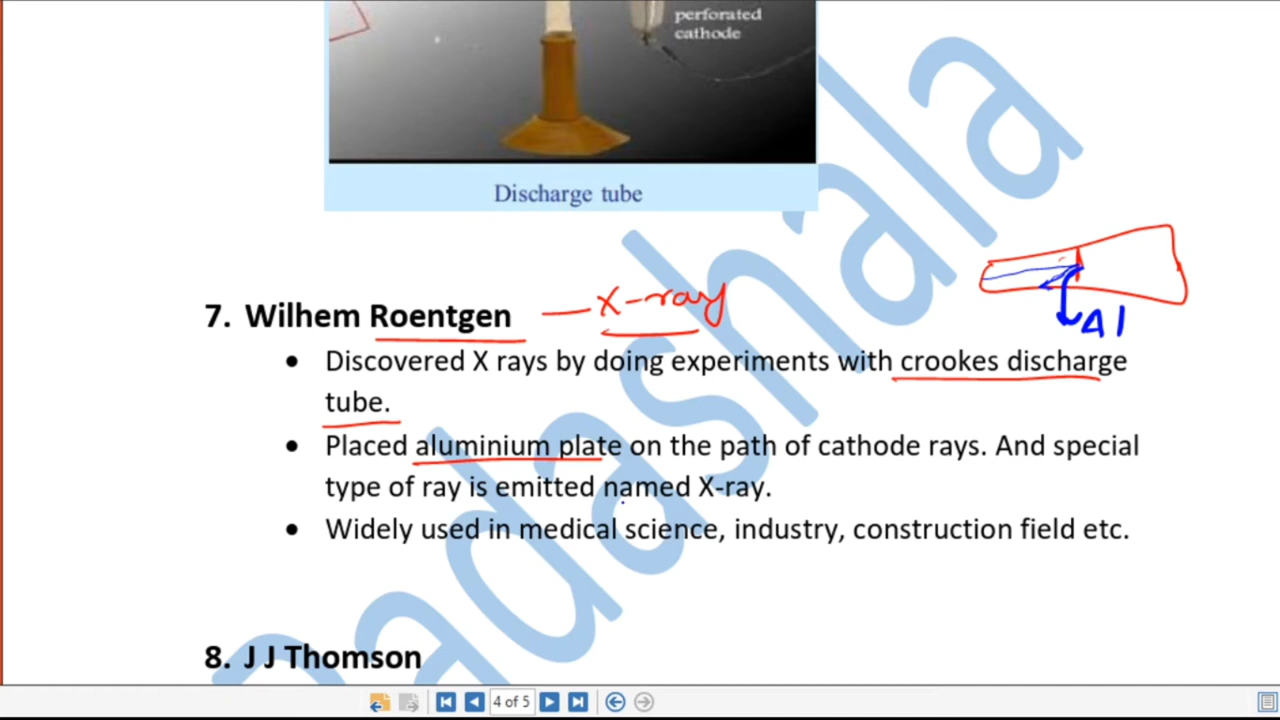 perforated
cathode
Discharge tube
7. Wilhem Roentgen — X-ray
Al
• Discovered X rays by doing experiments with crookes discharge
tube.
• Placed aluminium plate on the path of cathode rays. And special
type of ray is emitted named X-ray.
• Widely used in medical science, industry, construction field etc.
8. J J Thomson
4 of 5